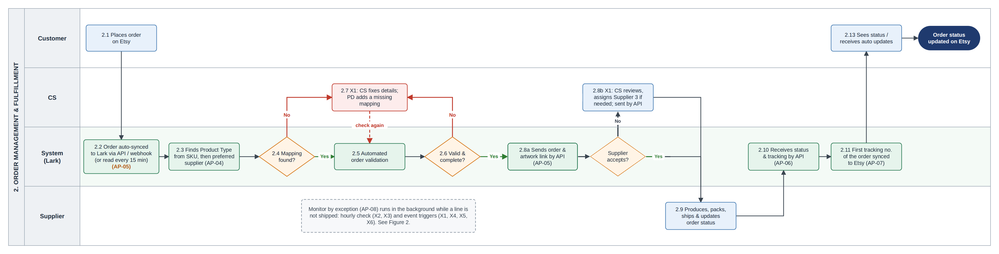 2. ORDER MANAGEMENT & FULFILLMENT
Customer
2.1 Places order
on Etsy
2.13 Sees status /
receives auto updates
Order status
updated on Etsy
CS
2.7 X1: CS fixes details;
PD adds a missing
mapping
2.8b X1: CS reviews,
assigns Supplier 3 if
needed; sent by API
No
No
No
check again
System
(Lark)
2.2 Order auto-synced
to Lark via API / webhook
(or read every 15 min)
(AP-05)
2.3 Finds Product Type
from SKU, then preferred
supplier (AP-04)
2.4 Mapping
found?
Yes
2.5 Automated
order validation
2.6 Valid &
complete?
Yes
2.8a Sends order &
artwork link by API
(AP-05)
Supplier
accepts?
Yes
2.10 Receives status
& tracking by API
(AP-06)
2.11 First tracking no.
of the order synced
to Etsy (AP-07)
Supplier
Monitor by exception (AP-08) runs in the background while a line is
not shipped: hourly check (X2, X3) and event triggers (X1, X4, X5,
X6). See Figure 2.
2.9 Produces, packs,
ships & updates
order status